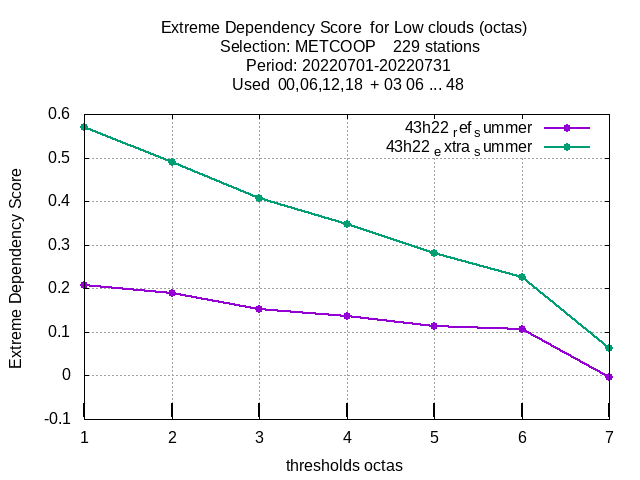 Extreme Dependency Score for Low clouds (octas)
Selection: METCOOP 229 stations
Period: 20220701-20220731
Used 00,06,12,18 + 03 06 ... 48
43h22 ref summer
43h22 extra summer
Extreme Dependency Score
0.6
0.5
0.4
0.3
0.2
0.1
0
-0.1
1 2 3 4 5 6 7
thresholds octas